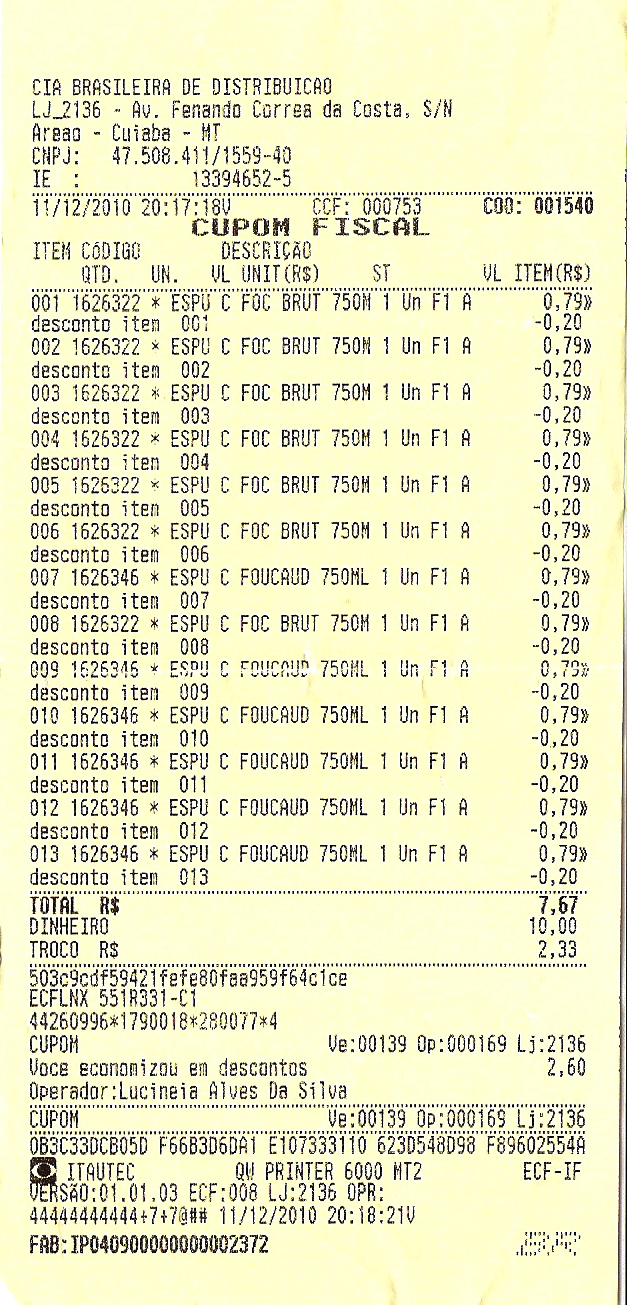 CIA BRASILEIRA DE DISTRIBUICAO
LJ_2136 - Av. Fenando Correa da Costa, S/N
Areao - Cuiaba - MT
CNPJ: 47.508.411/1559-40
IE : 13394652-5
11/12/2010 20:17:18V CCF: 000753 COO: 001540
CUPOM FISCAL
ITEM CÓDIGO DESCRIÇÃO
QTD. UN. VL UNIT(R$) ST VL ITEM(R$)
001 1626322 * ESPU C FOC BRUT 750M 1 Un F1 A 0,79»
desconto item 001 -0,20
002 1626322 * ESPU C FOC BRUT 750M 1 Un F1 A 0,79»
desconto item 002 -0,20
003 1626322 * ESPU C FOC BRUT 750M 1 Un F1 A 0,79»
desconto item 003 -0,20
004 1626322 * ESPU C FOC BRUT 750M 1 Un F1 A 0,79»
desconto item 004 -0,20
005 1626322 * ESPU C FOC BRUT 750M 1 Un F1 A 0,79»
desconto item 005 -0,20
006 1626322 * ESPU C FOC BRUT 750M 1 Un F1 A 0,79»
desconto item 006 -0,20
007 1626346 * ESPU C FOUCAUD 750ML 1 Un F1 A 0,79»
desconto item 007 -0,20
008 1626322 * ESPU C FOC BRUT 750M 1 Un F1 A 0,79»
desconto item 008 -0,20
009 1626346 * ESPU C FOUCAUD 750ML 1 Un F1 A 0,79»
desconto item 009 -0,20
010 1626346 * ESPU C FOUCAUD 750ML 1 Un F1 A 0,79»
desconto item 010 -0,20
011 1626346 * ESPU C FOUCAUD 750ML 1 Un F1 A 0,79»
desconto item 011 -0,20
012 1626346 * ESPU C FOUCAUD 750ML 1 Un F1 A 0,79»
desconto item 012 -0,20
013 1626346 * ESPU C FOUCAUD 750ML 1 Un F1 A 0,79»
desconto item 013 -0,20
TOTAL R$ 7,67
DINHEIRO 10,00
TROCO R$ 2,33
503c9cdf59421fefe80faa959f64c1ce
ECFLNX 551R331-C1
44260996*1790018*280077*4
CUPOM Ve:00139 Op:000169 Lj:2136
Voce economizou em descontos 2,60
Operador:Lucineia Alves Da Silva
CUPOM Ve:00139 Op:000169 Lj:2136
0B3C33DCB05D F66B3D6DA1 E107333110 623D548D98 F89602554A
ITAUTEC QW PRINTER 6000 MT2 ECF-IF
VERSÃO:01.01.03 ECF:008 LJ:2136 OPR:
44444444444+7+7@## 11/12/2010 20:18:21V
FAB:IP040900000000002372